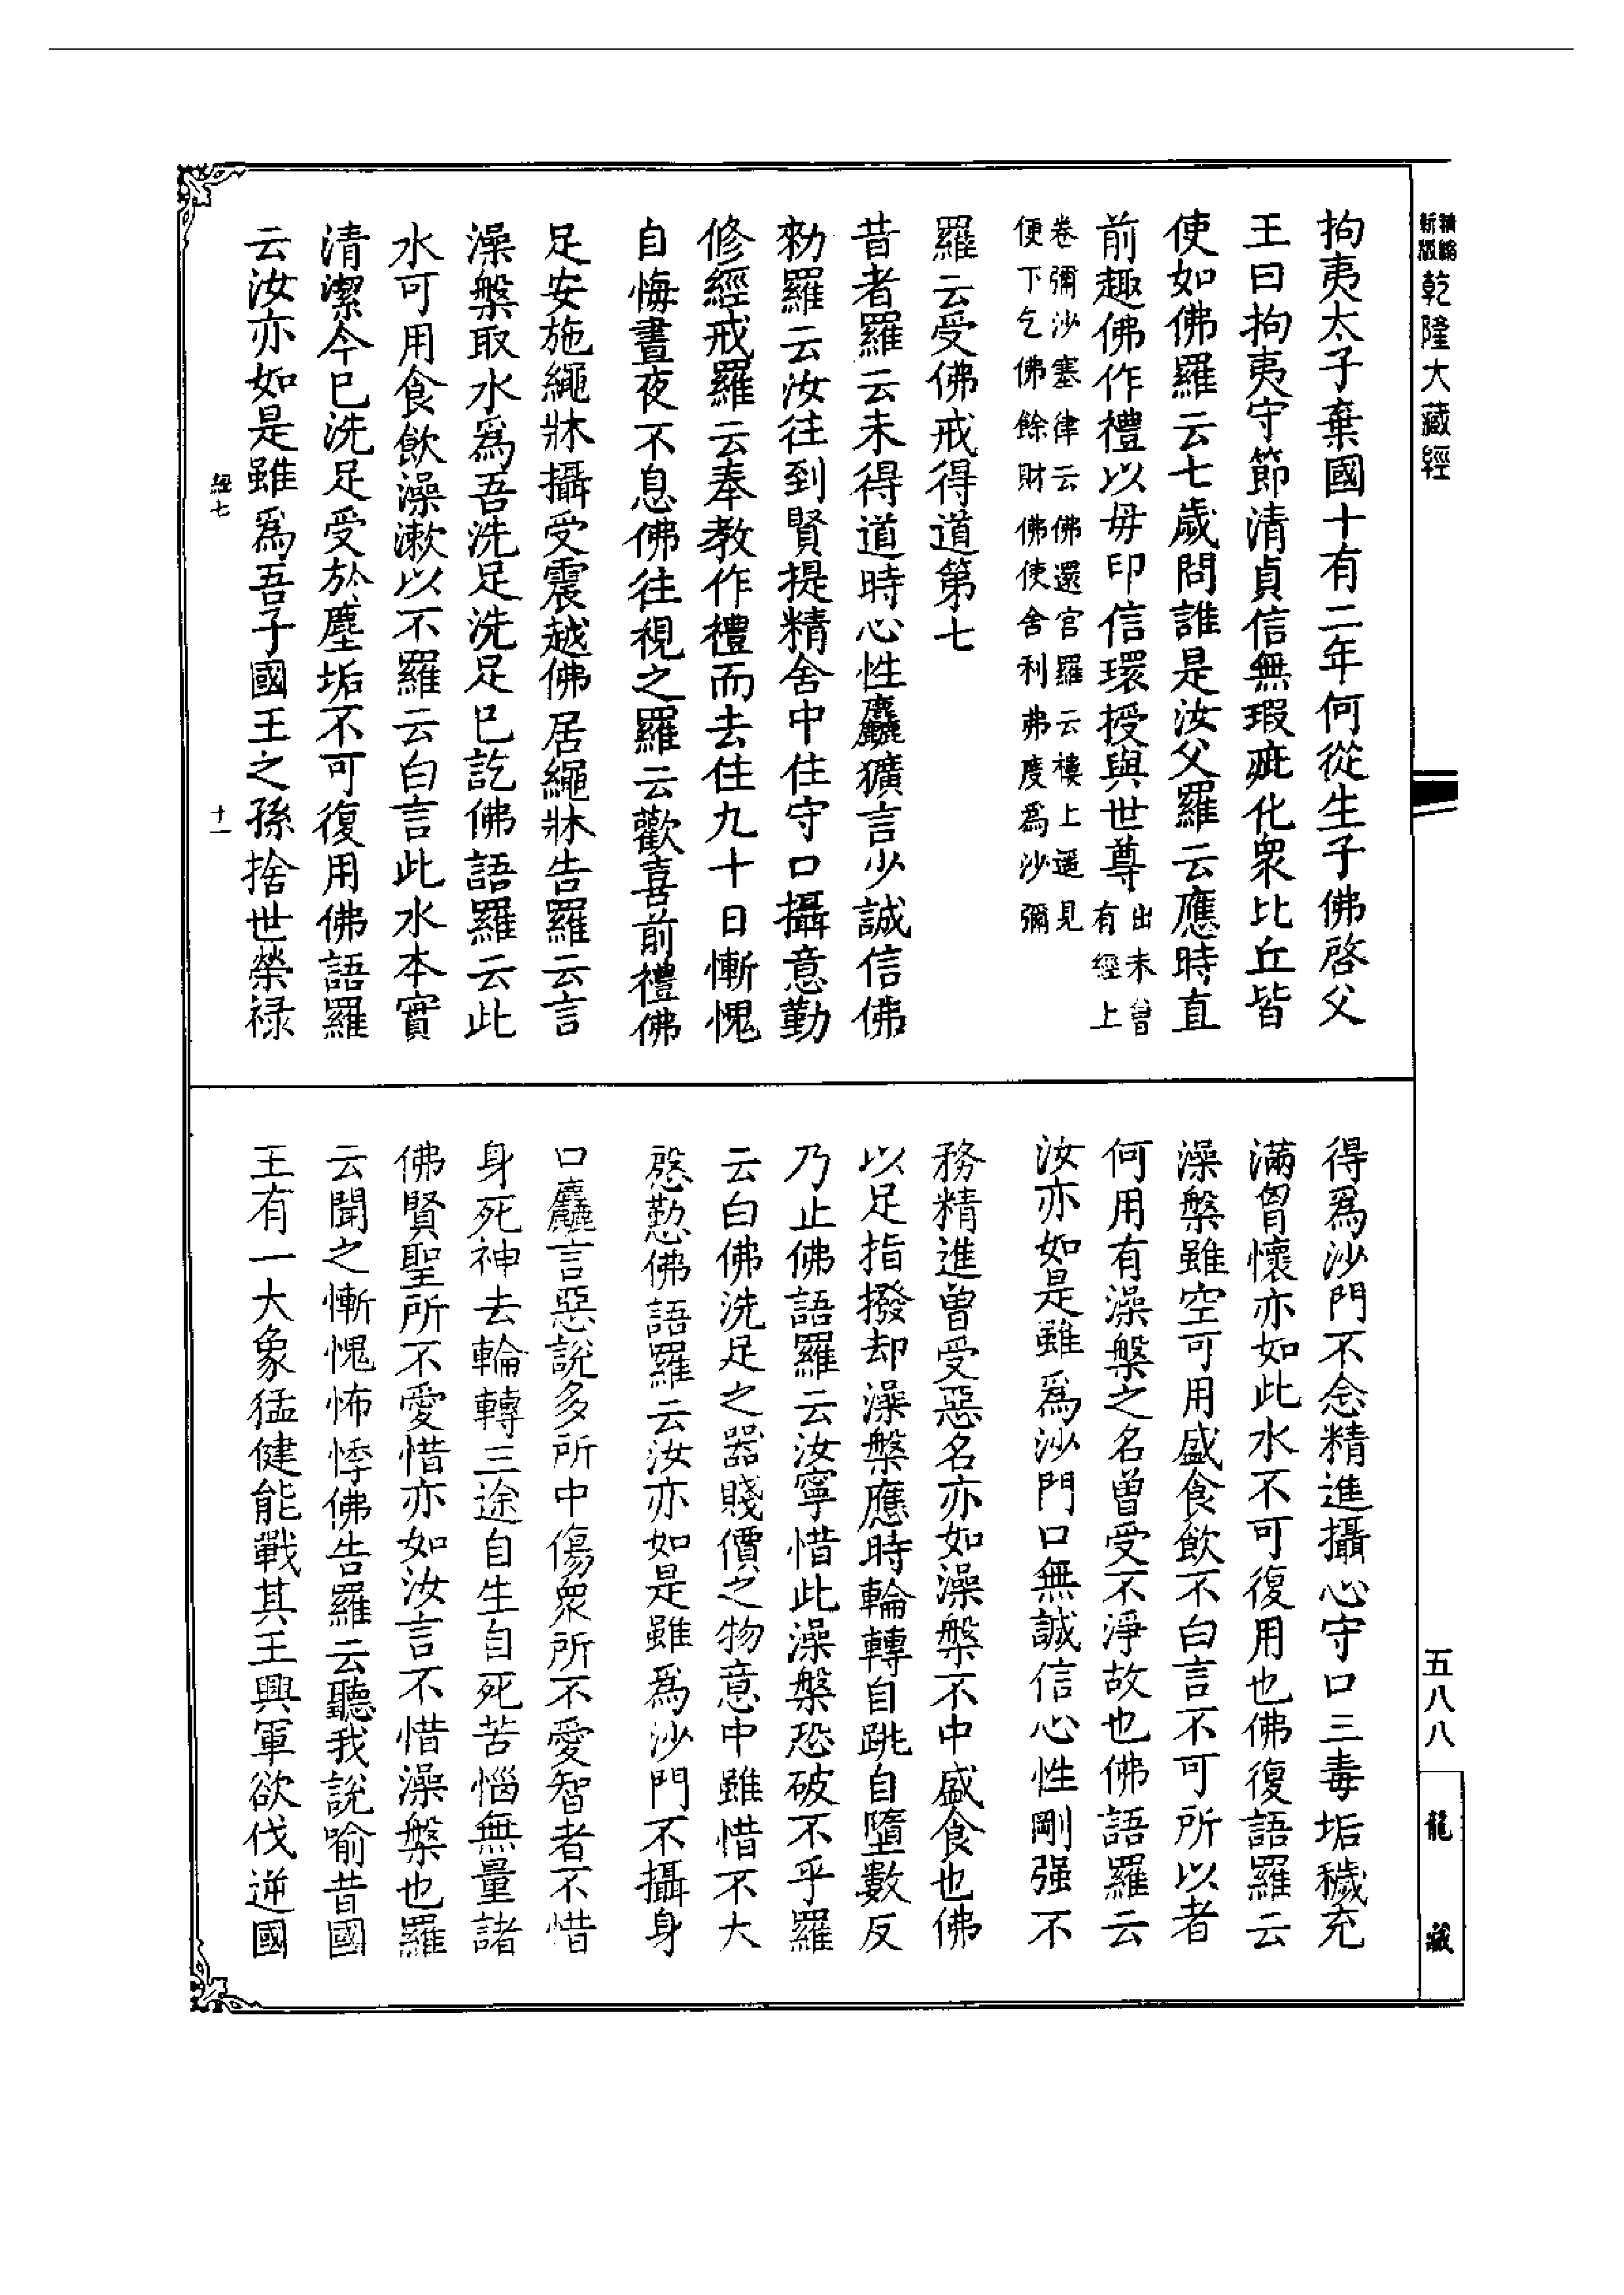 精縮新版乾隆大藏經
拘夷太子棄國十有二年何從生子佛啓父
王曰拘夷守節清貞信無瑕疵化衆比丘皆
使如佛羅云七歲問誰是汝父羅云應時直
前趣佛作禮以毋印信環授與世尊出未曾有經上
卷彌沙塞律云佛還宫羅云樓上遥見
便下乞佛餘財佛使舍利弗度爲沙彌
羅云受佛戒得道第七
昔者羅云未得道時心性麤獷言少誠信佛
勑羅云汝往到賢提精舍中住守口攝意勤
修經戒羅云奉教作禮而去住九十日慚愧
自悔晝夜不息佛往視之羅云歡喜前禮佛
足安施繩牀攝受震越佛居繩牀告羅云言
澡槃取水爲吾洗足洗足已訖佛語羅云此
水可用食飲澡漱以不羅云白言此水本實
清潔今已洗足受於塵垢不可復用佛語羅
云汝亦如是雖爲吾子國王之孫捨世榮禄
經七 十一
得爲沙門不念精進攝心守口三毒垢穢充
滿胷懷亦如此水不可復用也佛復語羅云
澡槃雖空可用盛食飲不白言不可所以者
何用有澡槃之名曾受不淨故也佛語羅云
汝亦如是雖爲沙門口無誠信心性剛强不
務精進曾受惡名亦如澡槃不中盛食也佛
以足指撥却澡槃應時輪轉自跳自墮數反
乃止佛語羅云汝寧惜此澡槃恐破不乎羅
云白佛洗足之器賤價之物意中雖惜不大
慇懃佛語羅云汝亦如是雖爲沙門不攝身
口麤言惡說多所中傷衆所不愛智者不惜
身死神去輪轉三途自生自死苦惱無量諸
佛賢聖所不愛惜亦如汝言不惜澡槃也羅
云聞之慚愧怖悸佛告羅云聽我說喻昔國
王有一大象猛健能戰其王興軍欲伐逆國
五八八
龍藏